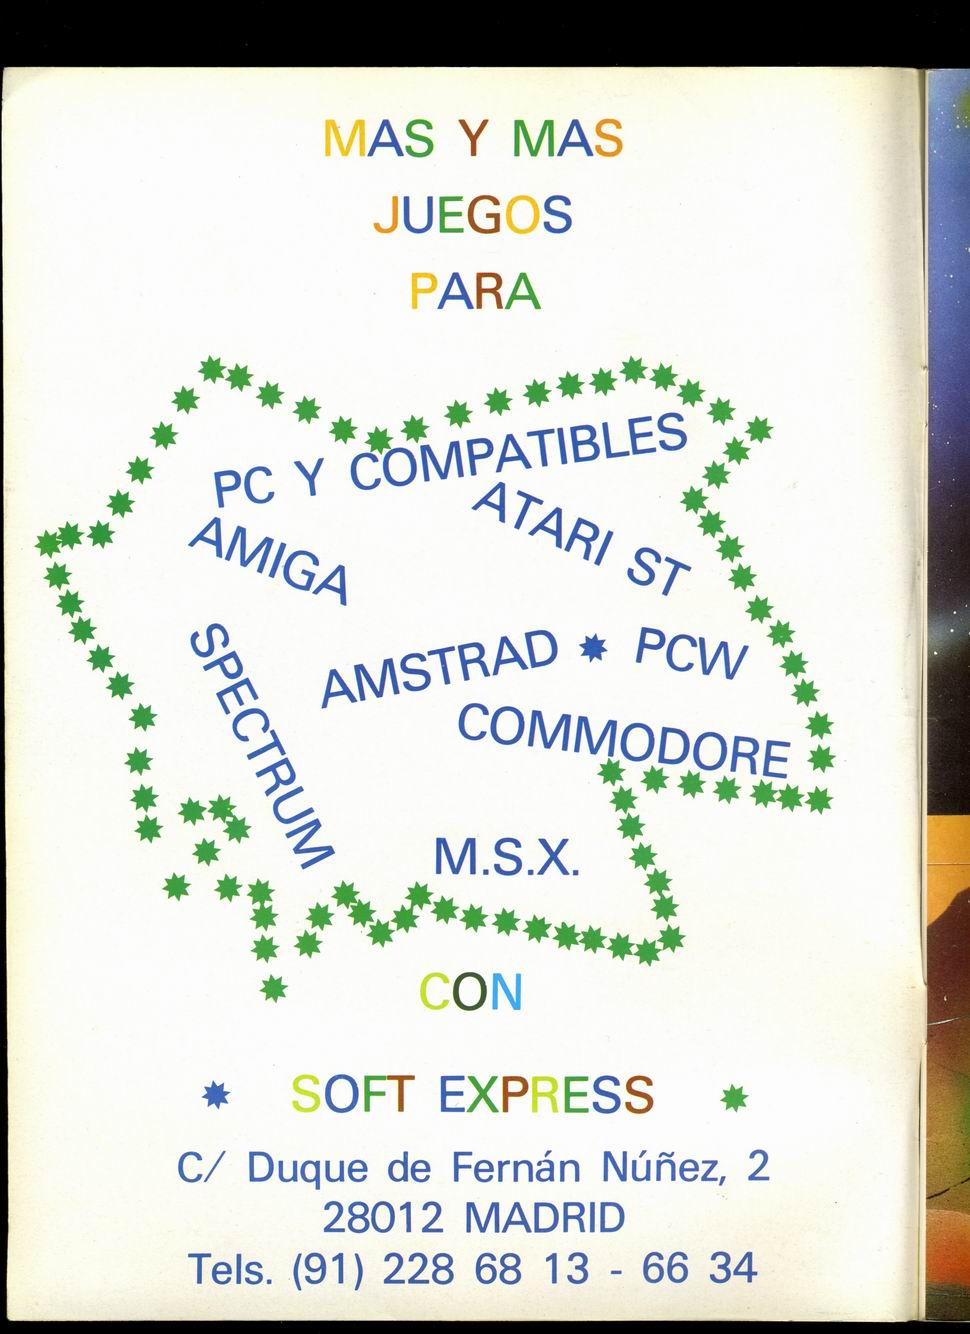 MAS Y MAS
JUEGOS
PARA
PC Y COMPATIBLES
ATARI ST
AMIGA
SPECTRUM
AMSTRAD * PCW
COMMODORE
M.S.X.
CON
* SOFT EXPRESS *
C/ Duque de Fernán Núñez, 2
28012 MADRID
Tels. (91) 228 68 13 - 66 34